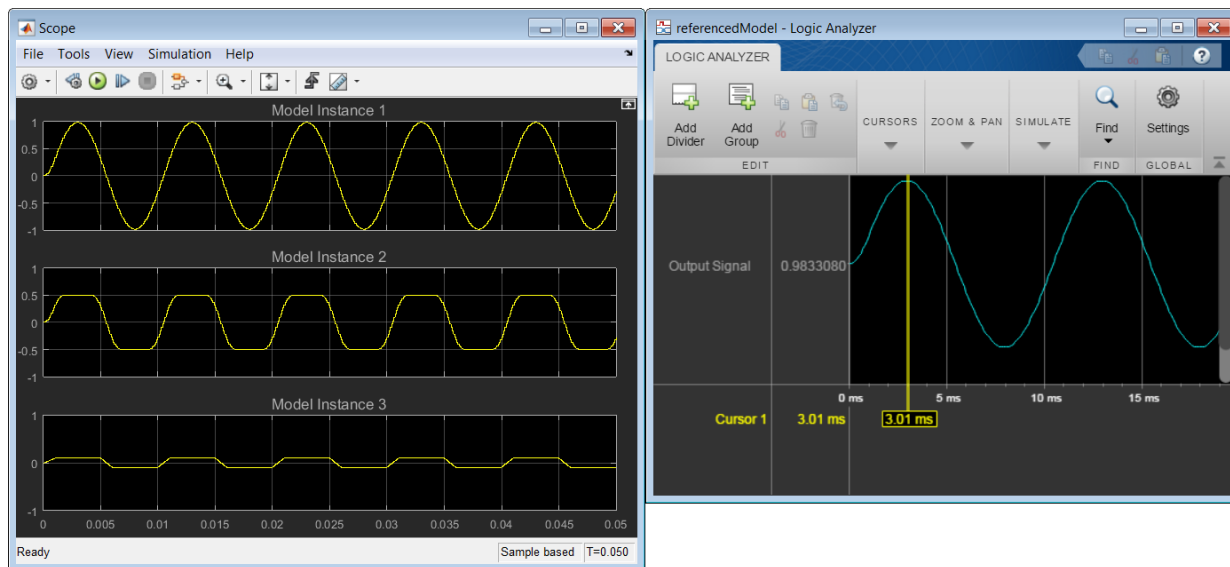 Scope
File Tools View Simulation Help
Model Instance 1
1
0.5
0
-0.5
-1
Model Instance 2
1
0.5
0
-0.5
-1
Model Instance 3
1
0
-1
0 0.005 0.01 0.015 0.02 0.025 0.03 0.035 0.04 0.045 0.05
Ready Sample based T=0.050
referencedModel - Logic Analyzer
LOGIC ANALYZER
?
Add Divider
Add Group
EDIT
CURSORS
ZOOM & PAN
SIMULATE
Find
FIND
Settings
GLOBAL
Output Signal 0.9833080
0 ms 5 ms 10 ms 15 ms
Cursor 1 3.01 ms 3.01 ms